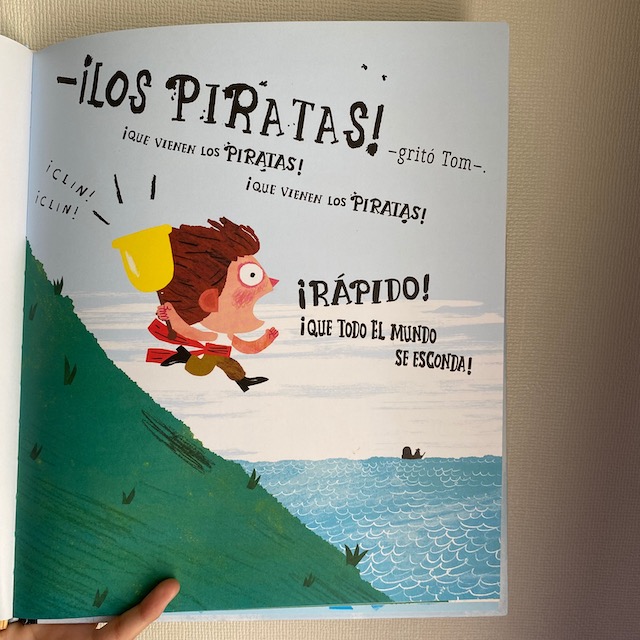 –¡LOS PIRATAS! –gritó Tom–.
¡QUE VIENEN LOS PIRATAS!
¡QUE VIENEN LOS PIRATAS!
¡CLIN!
¡CLIN!
¡RÁPIDO!
¡QUE TODO EL MUNDO
SE ESCONDA!